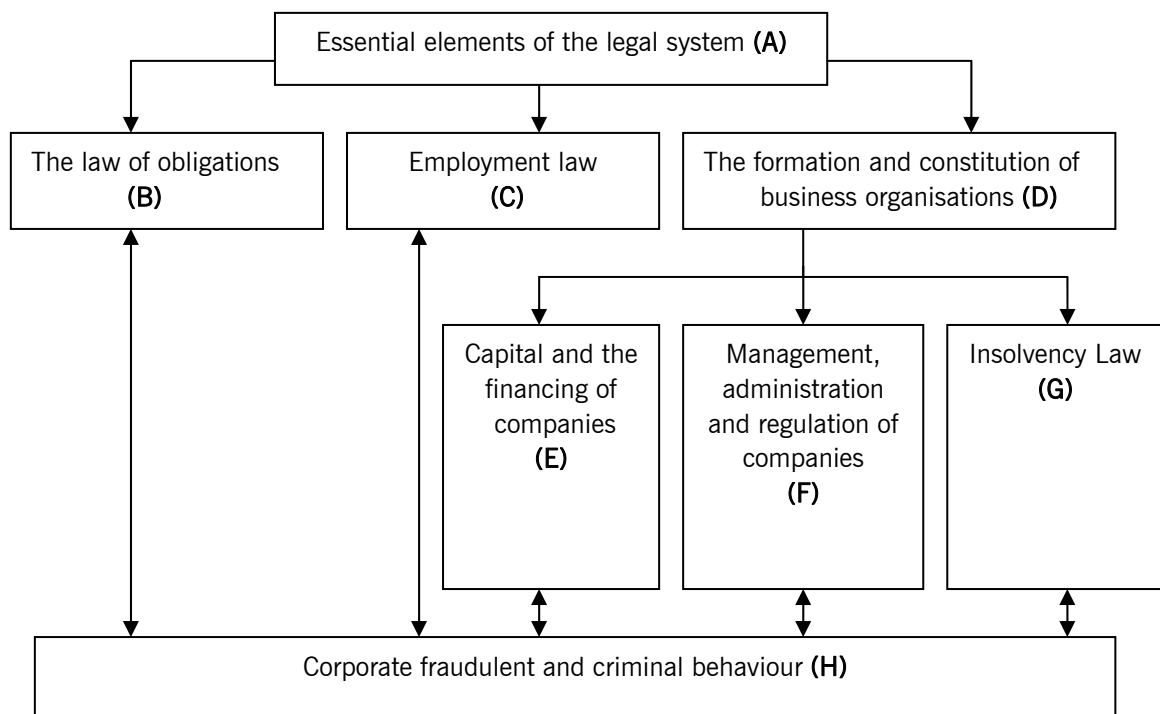 Essential elements of the legal system (A)
The law of obligations
(B)
Employment law
(C)
The formation and constitution of
business organisations (D)
Capital and the
financing of
companies
(E)
Management,
administration
and regulation of
companies
(F)
Insolvency Law
(G)
Corporate fraudulent and criminal behaviour (H)